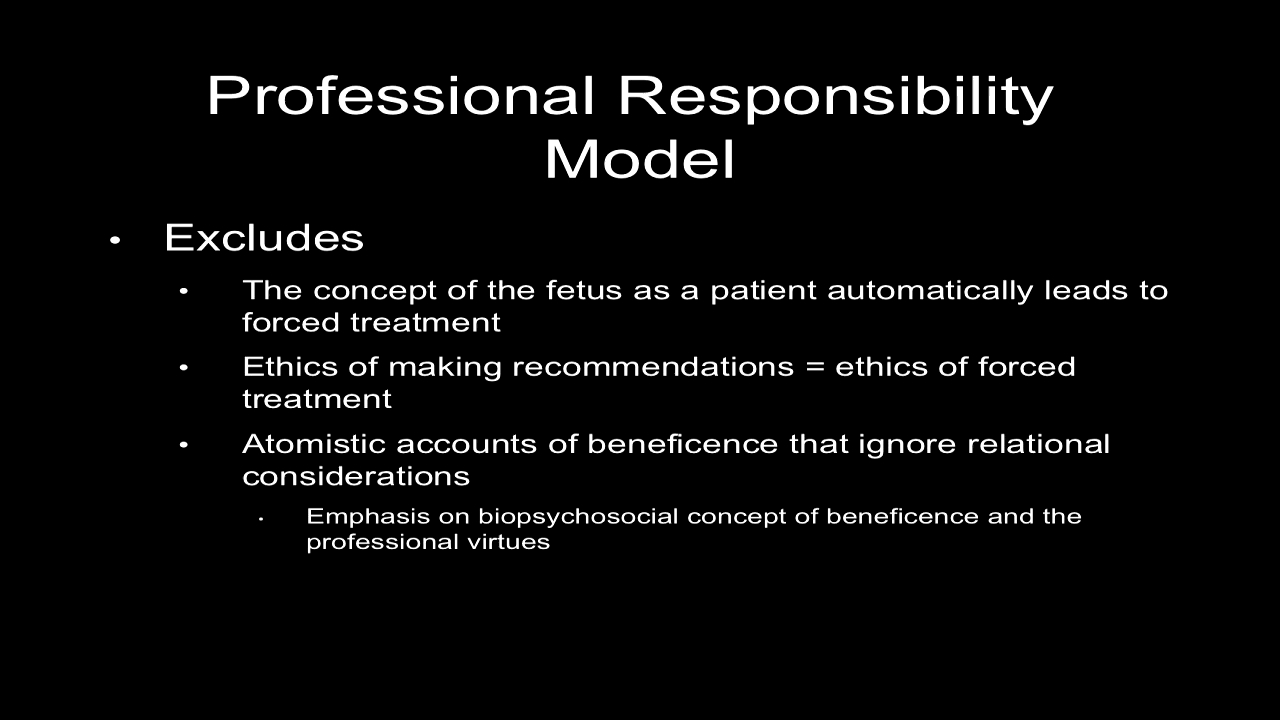 Professional Responsibility
Model
• Excludes
• The concept of the fetus as a patient automatically leads to
forced treatment
• Ethics of making recommendations = ethics of forced
treatment
• Atomistic accounts of beneficence that ignore relational
considerations
• Emphasis on biopsychosocial concept of beneficence and the
professional virtues